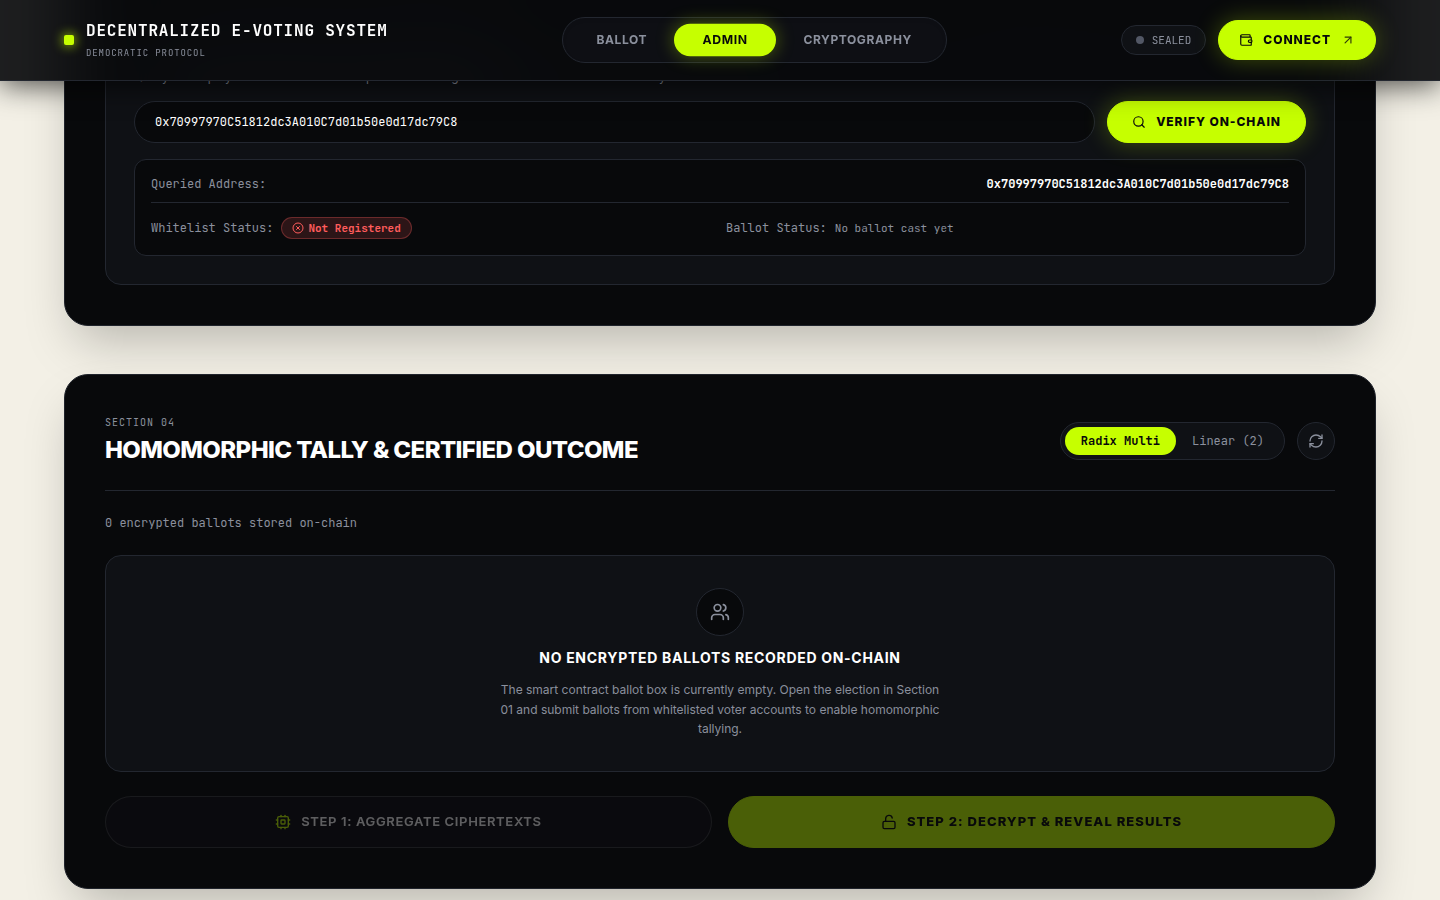 DECENTRALIZED E-VOTING SYSTEM
DEMOCRATIC PROTOCOL
BALLOT
ADMIN
CRYPTOGRAPHY
SEALED
CONNECT
0x70997970C51812dc3A010C7d01b50e0d17dc79C8
VERIFY ON-CHAIN
Queried Address:
0x70997970C51812dc3A010C7d01b50e0d17dc79C8
Whitelist Status: Not Registered
Ballot Status: No ballot cast yet
SECTION 04
HOMOMORPHIC TALLY & CERTIFIED OUTCOME
Radix Multi
Linear (2)
0 encrypted ballots stored on-chain
NO ENCRYPTED BALLOTS RECORDED ON-CHAIN
The smart contract ballot box is currently empty. Open the election in Section
01 and submit ballots from whitelisted voter accounts to enable homomorphic
tallying.
STEP 1: AGGREGATE CIPHERTEXTS
STEP 2: DECRYPT & REVEAL RESULTS